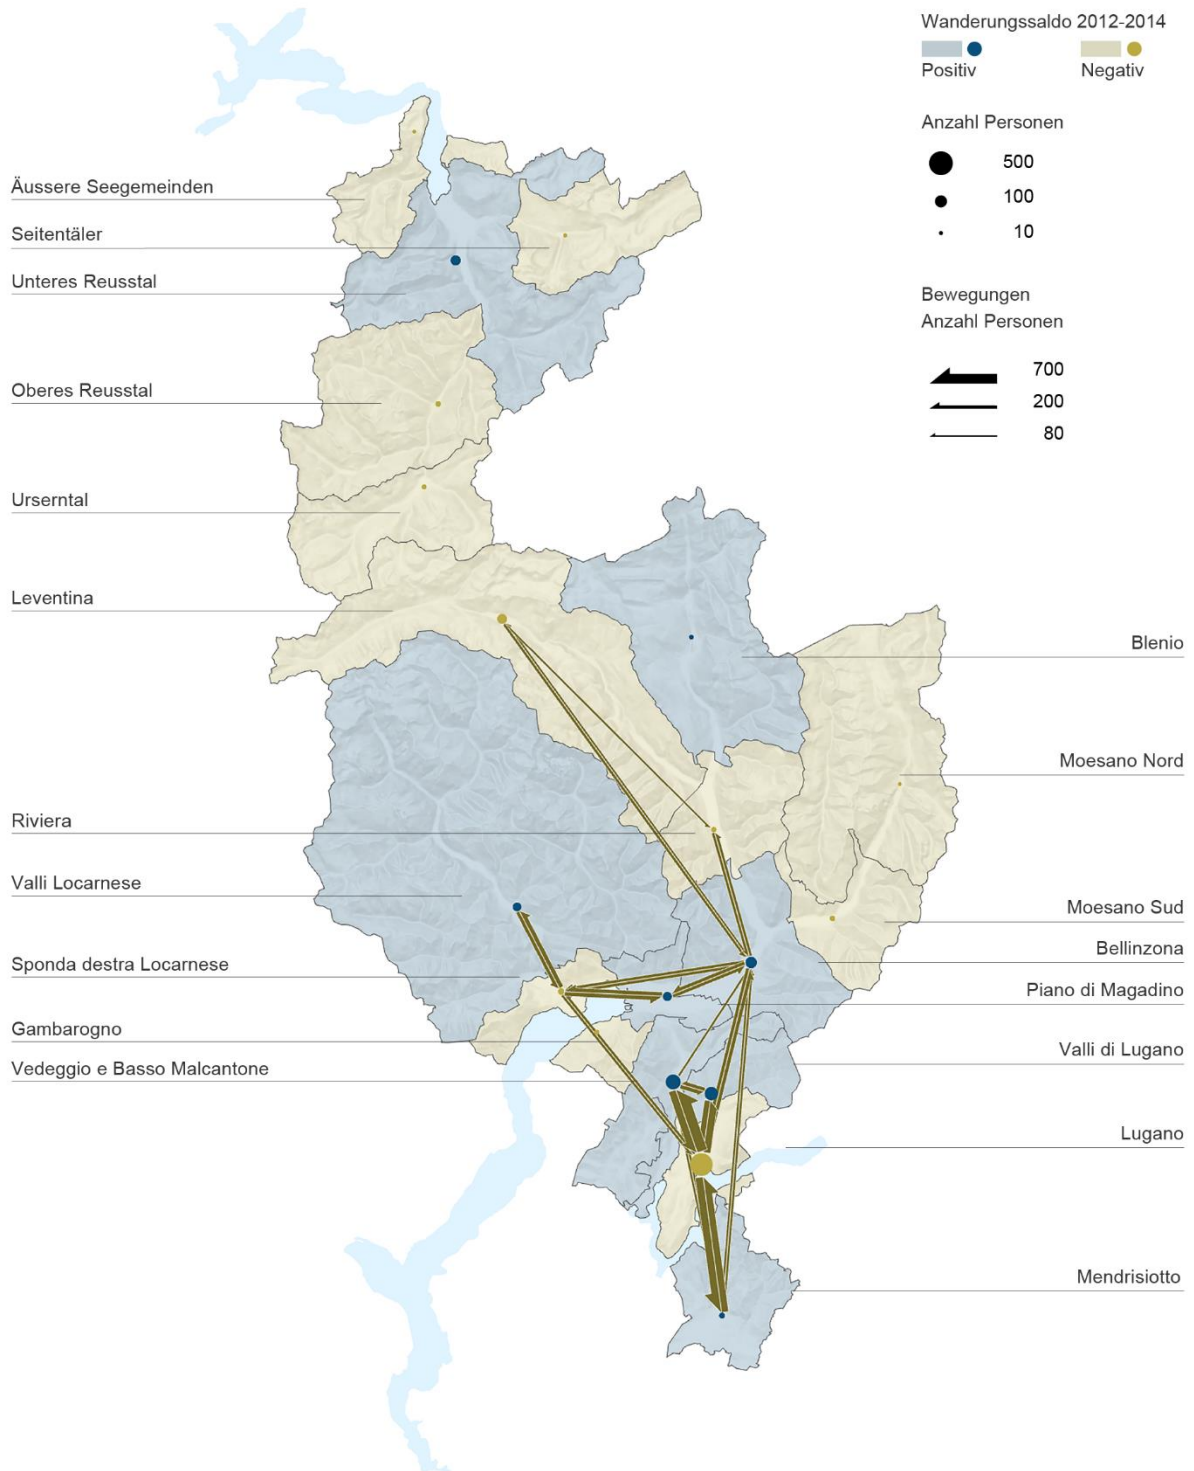 Wanderungssaldo 2012-2014
Positiv
Negativ
Anzahl Personen
500
100
10
Bewegungen
Anzahl Personen
700
200
80
Äussere Seegemeinden
Seitentäler
Unteres Reusstal
Oberes Reusstal
Urserntal
Leventina
Riviera
Valli Locarnese
Sponda destra Locarnese
Gambarogno
Vedeggio e Basso Malcantone
Blenio
Moesano Nord
Moesano Sud
Bellinzona
Piano di Magadino
Valli di Lugano
Lugano
Mendrisiotto